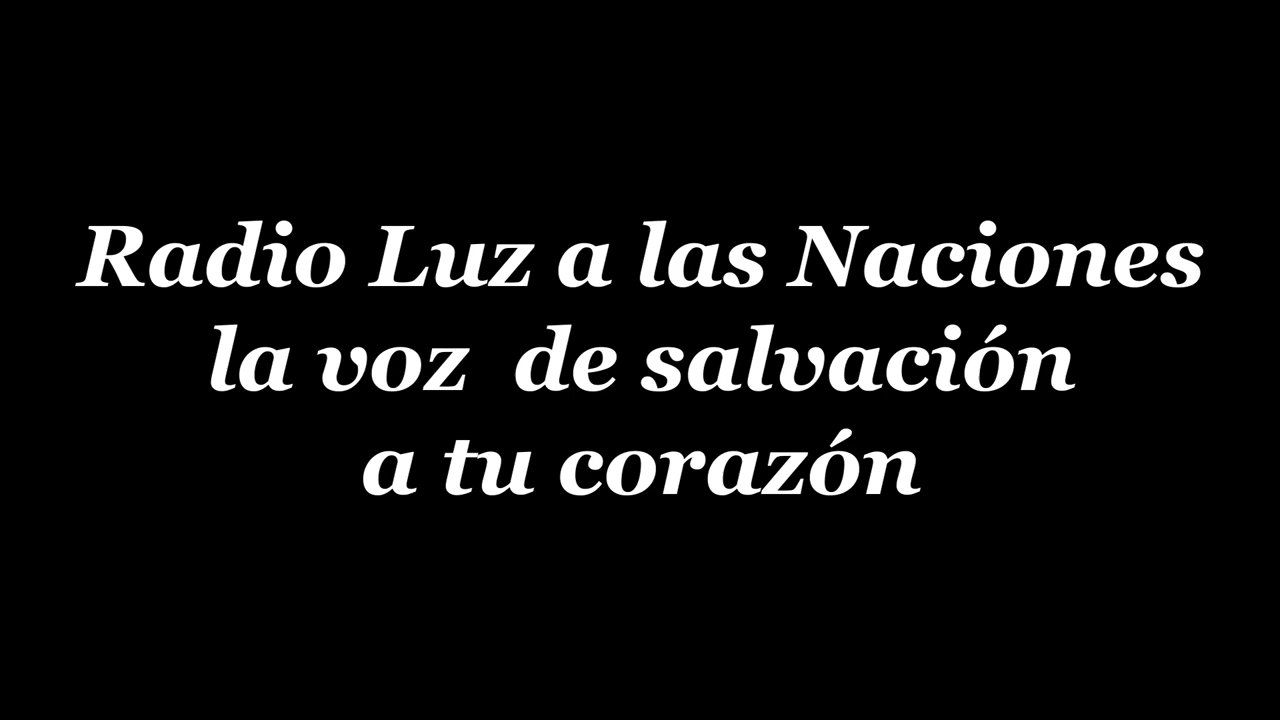 Radio Luz a las Naciones
la voz  de salvación
a tu corazón